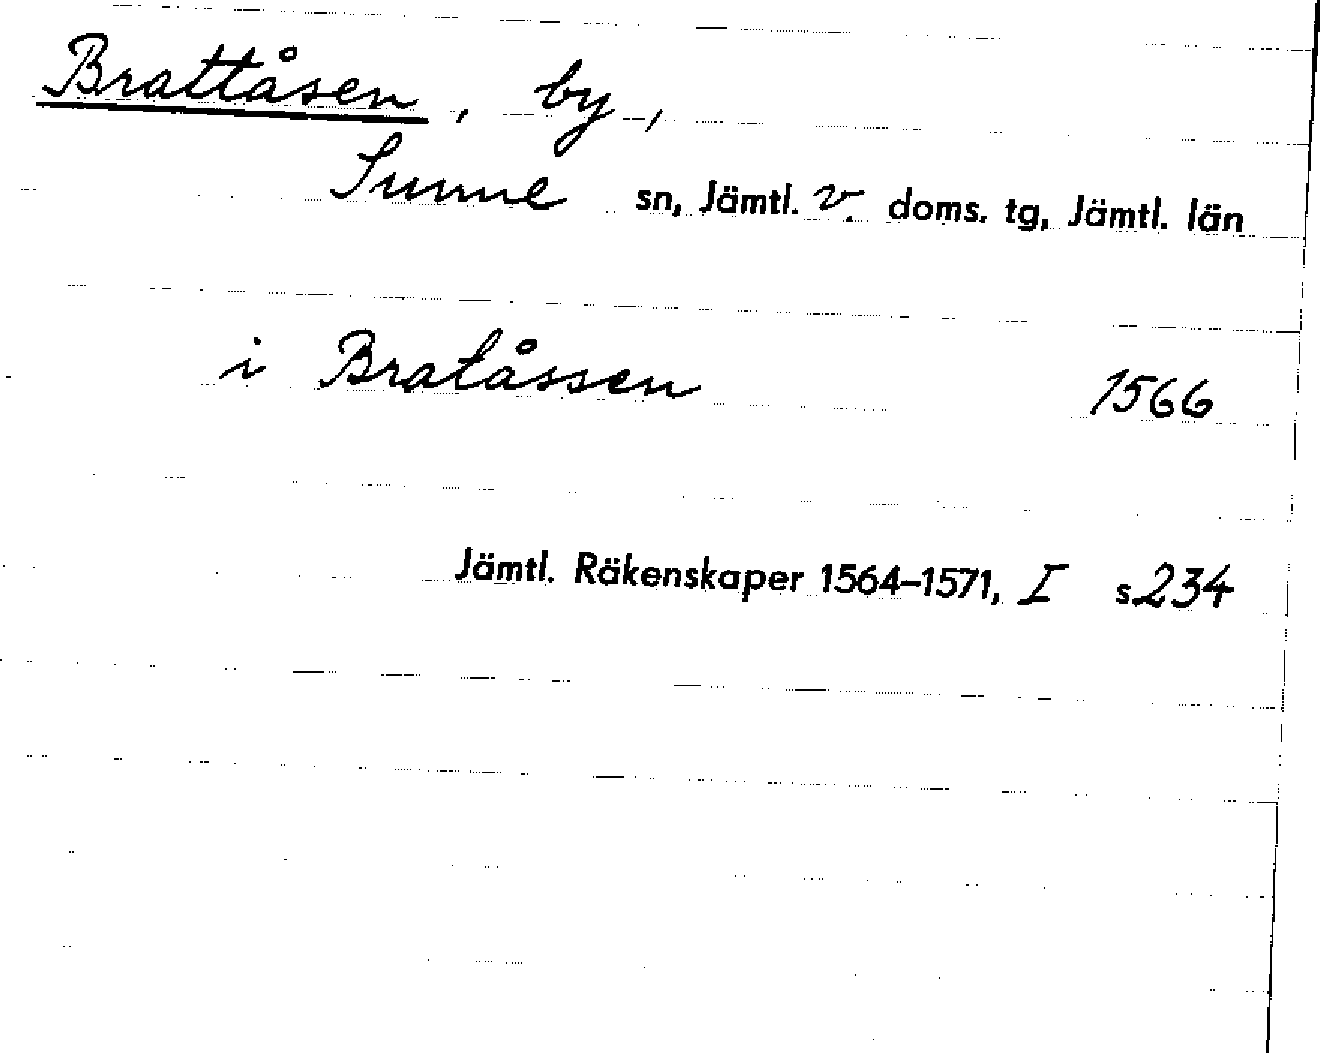 Brattåsen, by,
Sunne sn, Jämtl. v. doms. tg, Jämtl. län
i Bratåssen 1566
Jämtl. Räkenskaper 1564–1571, I s 234